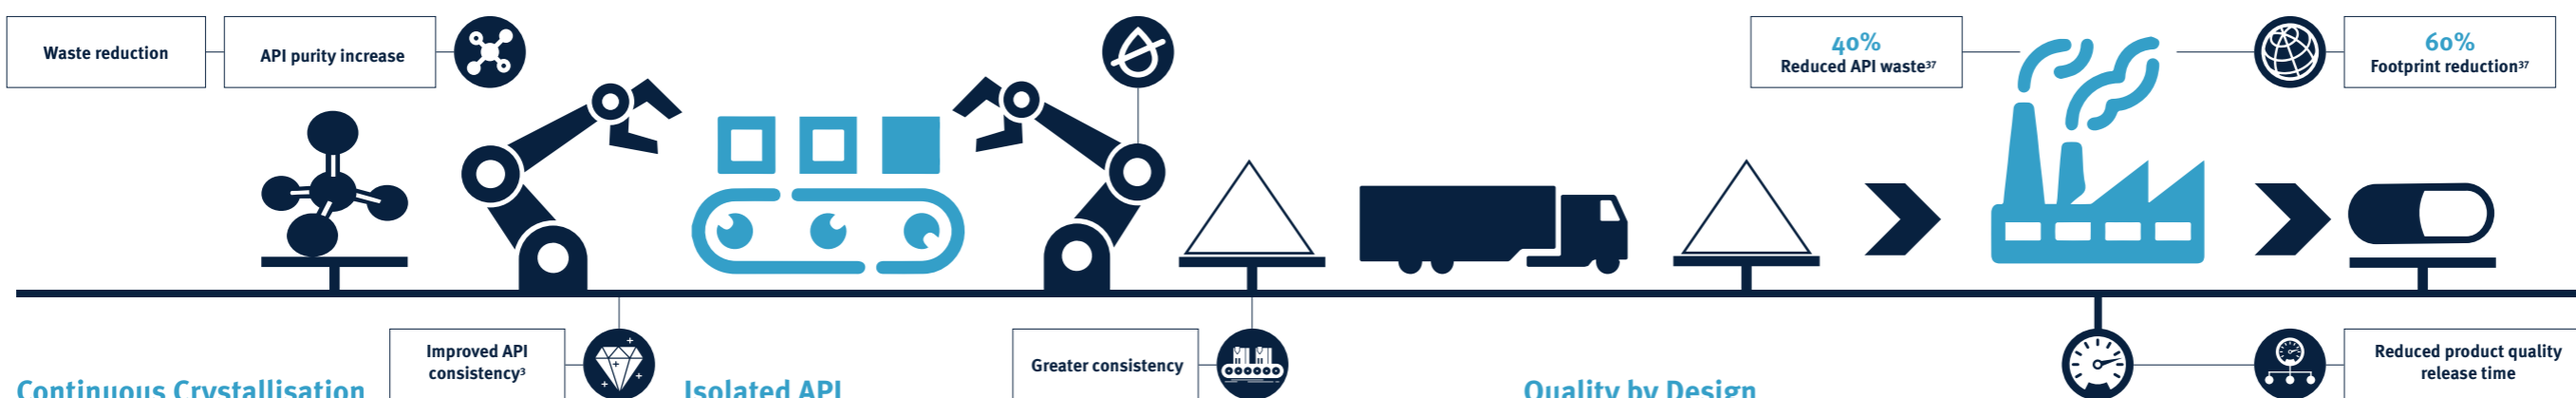 Waste reduction
API purity increase
40%
Reduced API waste³⁷
60%
Footprint reduction³⁷
Improved API
consistency³
Greater consistency
Reduced product quality
release time
Continuous Crystallisation
Isolated API
Quality by Design